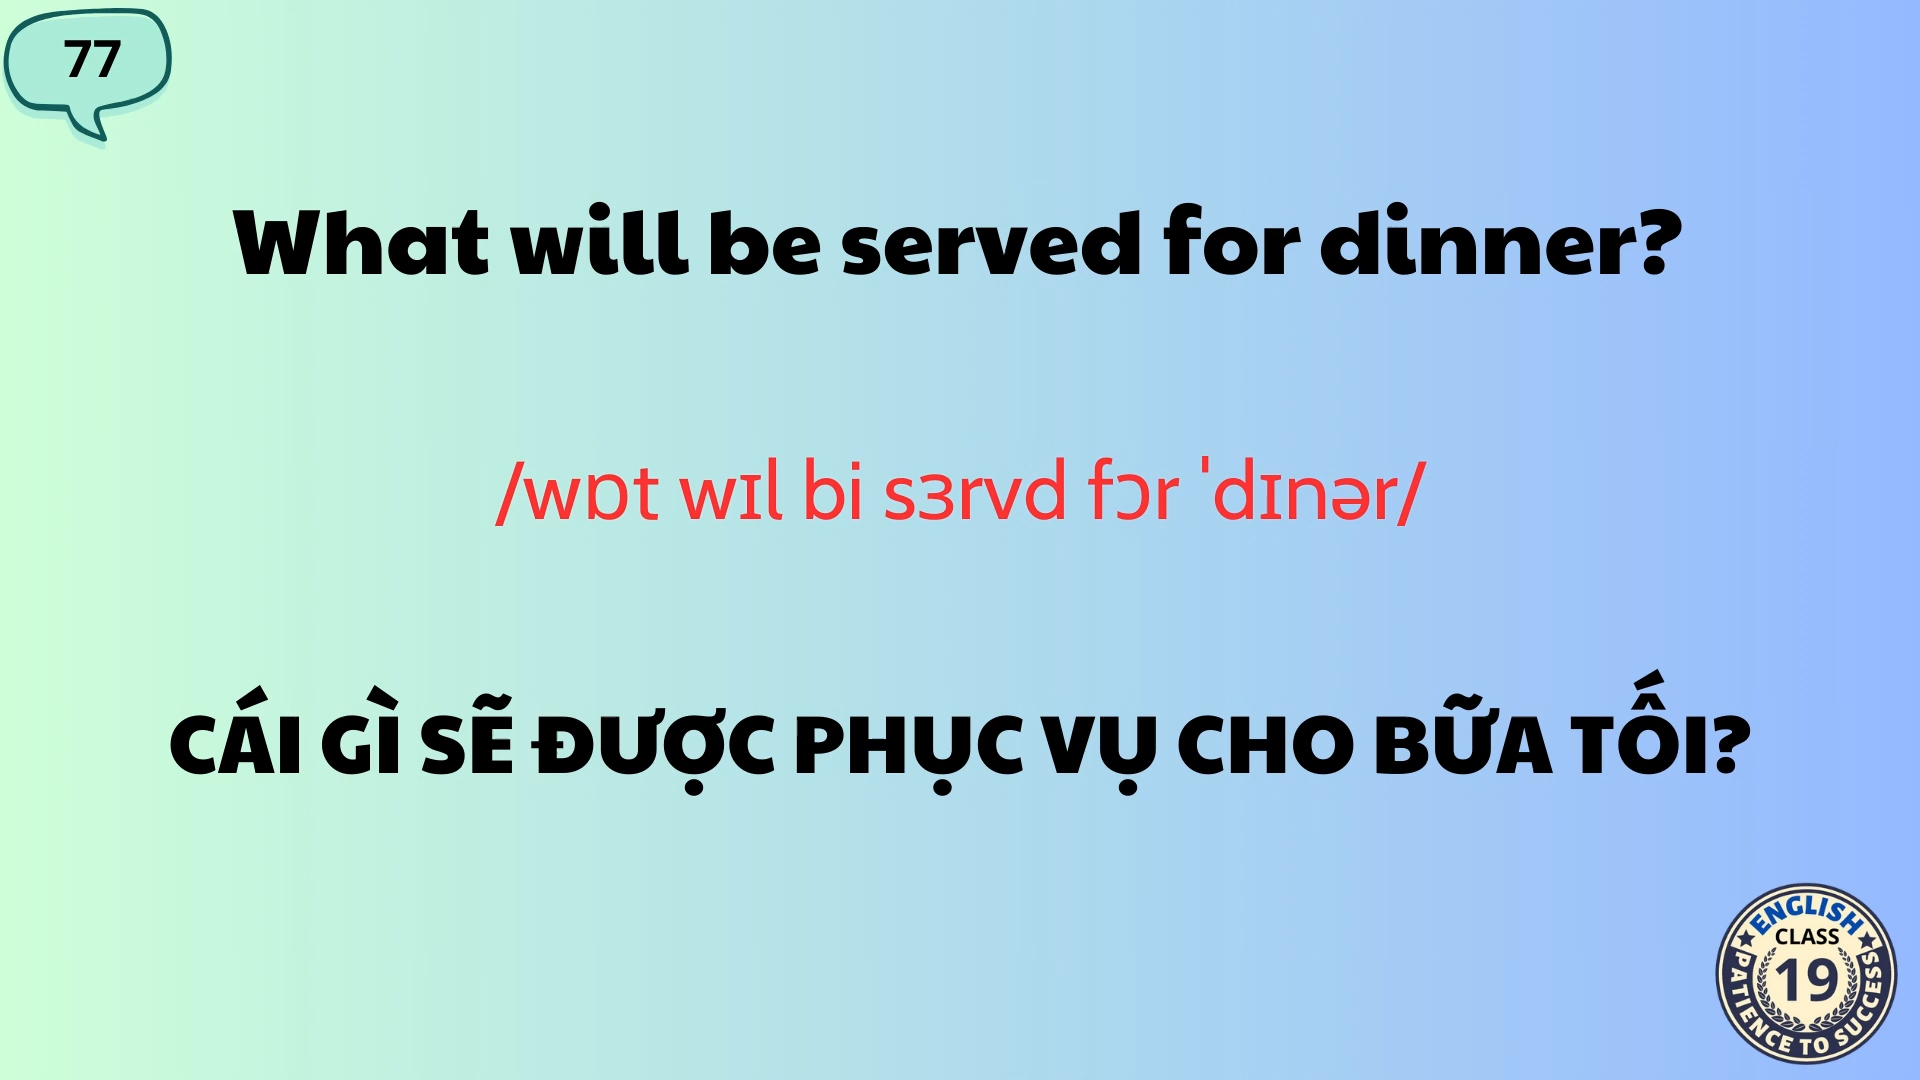 77
What will be served for dinner?
/wɒt wɪl bi sɜrvd fɔr ˈdɪnər/
CÁI GÌ SẼ ĐƯỢC PHỤC VỤ CHO BỮA TỐI?
ENGLISH
CLASS
19
PATIENCE TO SUCCESS